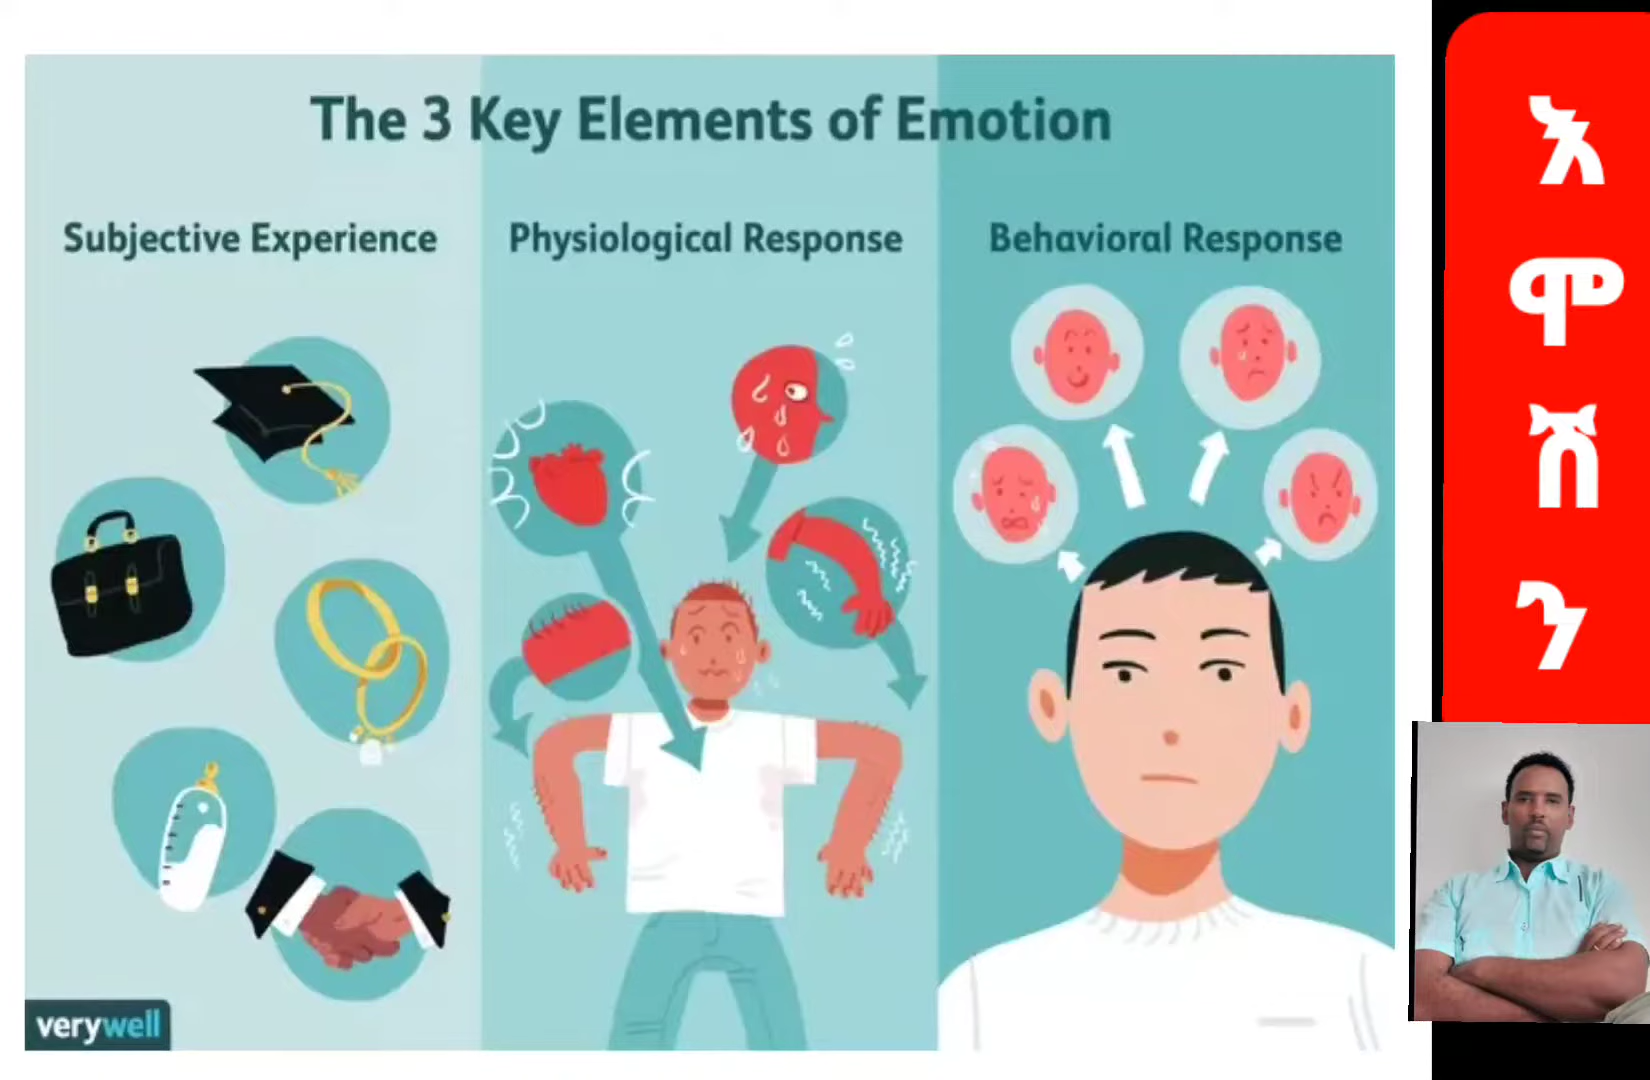 The 3 Key Elements of Emotion
Subjective Experience
Physiological Response
Behavioral Response
verywell
እ
ሞ
ሽ
ን